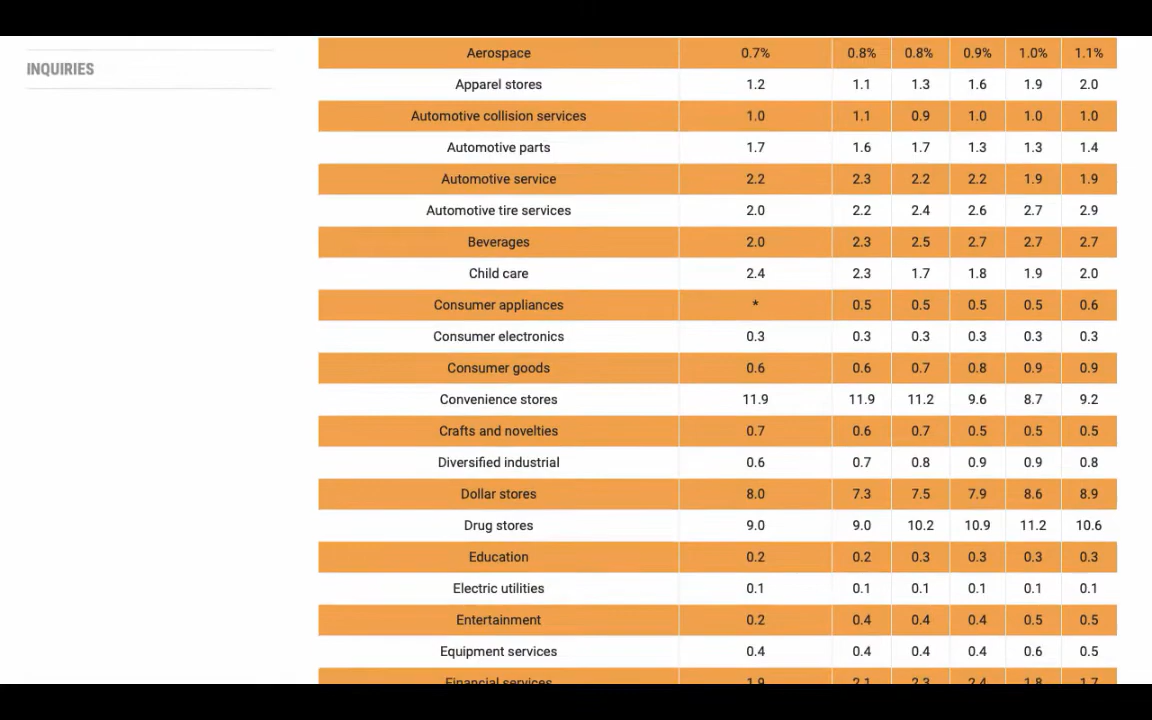 INQUIRIES
Aerospace 0.7% 0.8% 0.8% 0.9% 1.0% 1.1%
Apparel stores 1.2 1.1 1.3 1.6 1.9 2.0
Automotive collision services 1.0 1.1 0.9 1.0 1.0 1.0
Automotive parts 1.7 1.6 1.7 1.3 1.3 1.4
Automotive service 2.2 2.3 2.2 2.2 1.9 1.9
Automotive tire services 2.0 2.2 2.4 2.6 2.7 2.9
Beverages 2.0 2.3 2.5 2.7 2.7 2.7
Child care 2.4 2.3 1.7 1.8 1.9 2.0
Consumer appliances * 0.5 0.5 0.5 0.5 0.6
Consumer electronics 0.3 0.3 0.3 0.3 0.3 0.3
Consumer goods 0.6 0.6 0.7 0.8 0.9 0.9
Convenience stores 11.9 11.9 11.2 9.6 8.7 9.2
Crafts and novelties 0.7 0.6 0.7 0.5 0.5 0.5
Diversified industrial 0.6 0.7 0.8 0.9 0.9 0.8
Dollar stores 8.0 7.3 7.5 7.9 8.6 8.9
Drug stores 9.0 9.0 10.2 10.9 11.2 10.6
Education 0.2 0.2 0.3 0.3 0.3 0.3
Electric utilities 0.1 0.1 0.1 0.1 0.1 0.1
Entertainment 0.2 0.4 0.4 0.4 0.5 0.5
Equipment services 0.4 0.4 0.4 0.4 0.6 0.5
Financial services 1.9 2.1 2.3 2.4 1.8 1.7